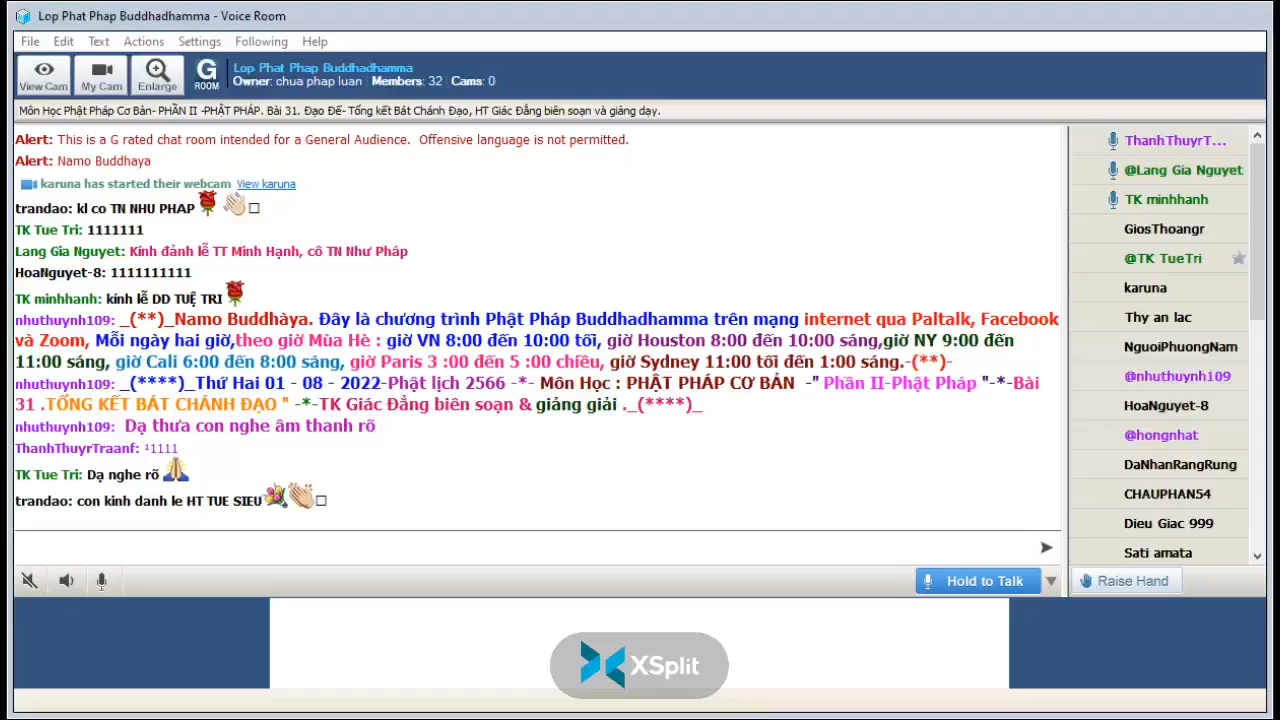 Lop Phat Phap Buddhadhamma - Voice Room
File Edit Text Actions Settings Following Help
View Cam My Cam Enlarge G ROOM Lop Phat Phap Buddhadhamma
Owner: chua phap luan Members: 32 Cams: 0
Môn Học Phật Pháp Cơ Bản- PHẦN II -PHẬT PHÁP. Bài 31. Đạo Đế- Tổng kết Bát Chánh Đạo, HT Giác Đẳng biên soạn và giảng dạy.
Alert: This is a G rated chat room intended for a General Audience. Offensive language is not permitted.
Alert: Namo Buddhaya
karuna has started their webcam View karuna
trandao: kl co TN NHU PHAP
TK Tue Tri: 1111111
Lang Gia Nguyet: Kính đảnh lễ TT Minh Hạnh, cô TN Như Pháp
HoaNguyet-8: 1111111111
TK minhhanh: kính lễ DD TUỆ TRI
nhuthuynh109: _(**)_Namo Buddhàya. Đây là chương trình Phật Pháp Buddhadhamma trên mạng internet qua Paltalk, Facebook
và Zoom, Mỗi ngày hai giờ,theo giờ Mùa Hè : giờ VN 8:00 đến 10:00 tối, giờ Houston 8:00 đến 10:00 sáng,giờ NY 9:00 đến
11:00 sáng, giờ Cali 6:00 đến 8:00 sáng, giờ Paris 3 :00 đến 5 :00 chiều, giờ Sydney 11:00 tối đến 1:00 sáng.-(**)-
nhuthuynh109: _(****)_Thứ Hai 01 - 08 - 2022-Phật lịch 2566 -*- Môn Học : PHẬT PHÁP CƠ BẢN -" Phần II-Phật Pháp "-*-Bài
31 .TỔNG KẾT BÁT CHÁNH ĐẠO " -*-TK Giác Đẳng biên soạn & giảng giải ._(****)_
nhuthuynh109: Dạ thưa con nghe âm thanh rõ
ThanhThuyrTraanf: ¹1111
TK Tue Tri: Dạ nghe rõ
trandao: con kinh danh le HT TUE SIEU
Hold to Talk
ThanhThuyrT...
@Lang Gia Nguyet
TK minhhanh
GiosThoangr
@TK TueTri
karuna
Thy an lac
NguoiPhuongNam
@nhuthuynh109
HoaNguyet-8
@hongnhat
DaNhanRangRung
CHAUPHAN54
Dieu Giac 999
Sati amata
Raise Hand
XSplit